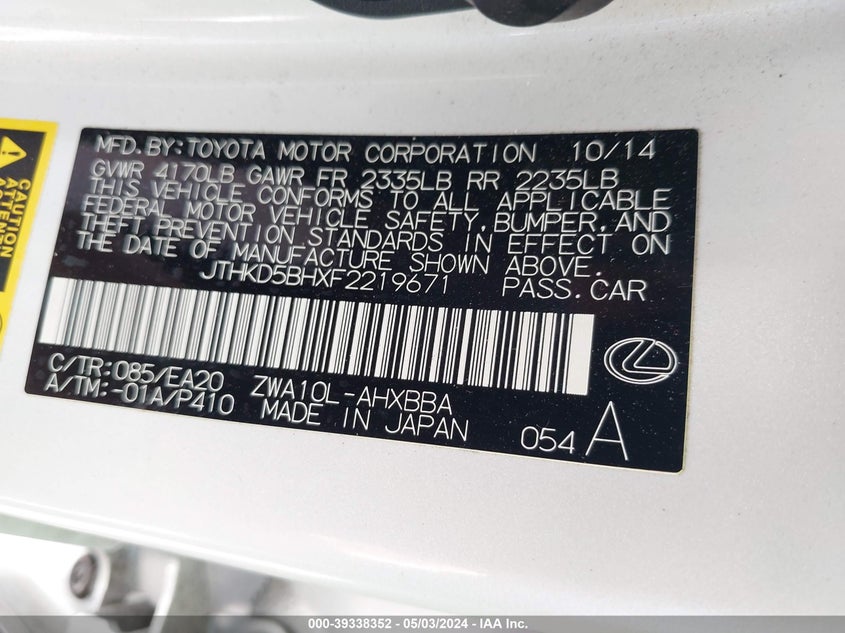 MFD. BY: TOYOTA MOTOR CORPORATION 10/14
GVWR 4170LB GAWR FR 2335LB RR 2235LB
THIS VEHICLE CONFORMS TO ALL APPLICABLE
FEDERAL MOTOR VEHICLE SAFETY, BUMPER, AND
THEFT PREVENTION STANDARDS IN EFFECT ON
THE DATE OF MANUFACTURE SHOWN ABOVE.
JTHKD5BHXF2219671 PASS. CAR
C/TR: 085/EA20 ZWA10L-AHXBBA
A/TM: -01A/P410 MADE IN JAPAN
054 A
CAUTION
ATTENTION
000-39338352 - 05/03/2024 - IAA Inc.